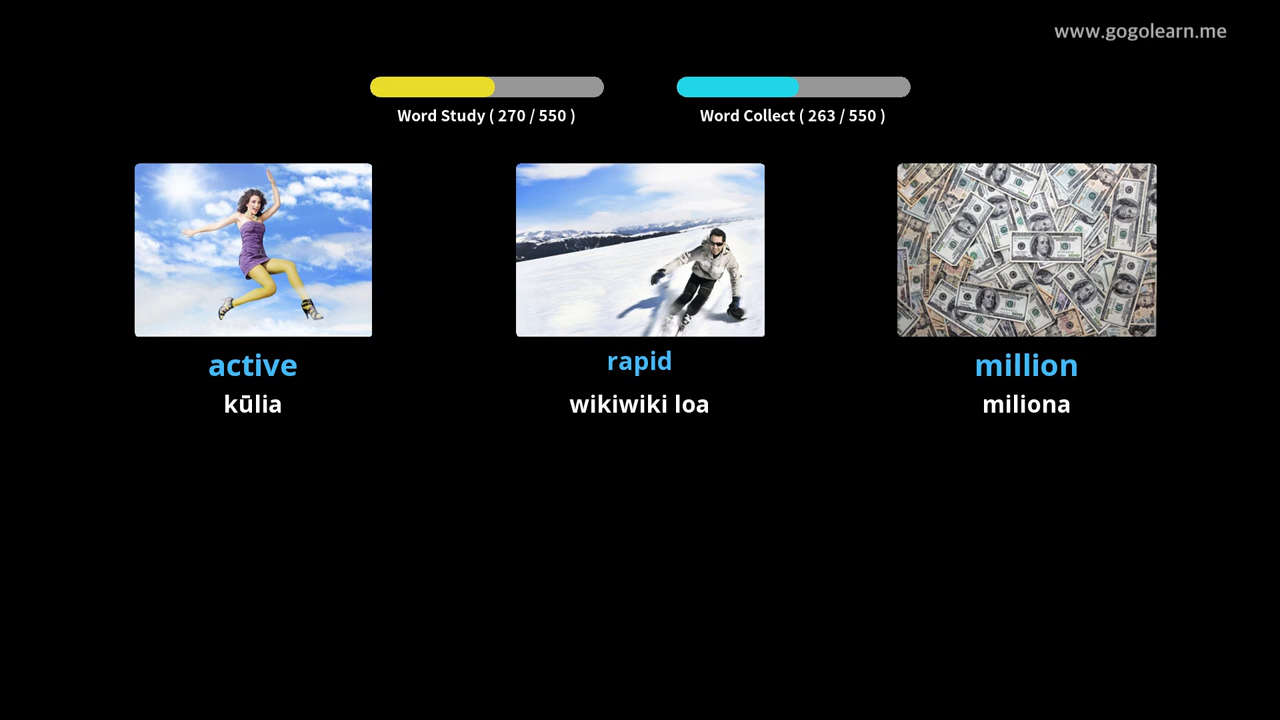 www.gogolearn.me
Word Study ( 270 / 550 )
Word Collect ( 263 / 550 )
active
kūlia
rapid
wikiwiki loa
million
miliona